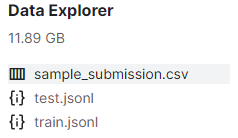 Data Explorer
11.89 GB
sample_submission.csv
test.jsonl
train.jsonl